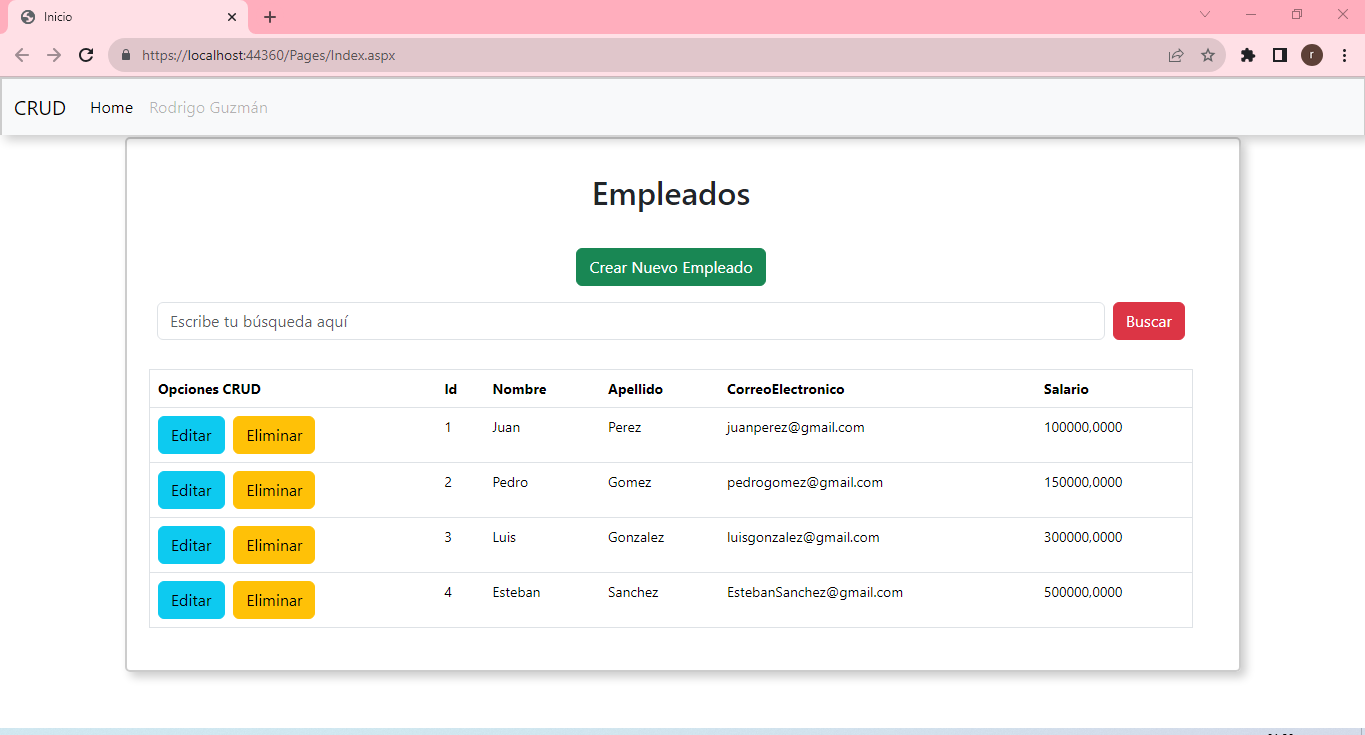 Inicio
https://localhost:44360/Pages/Index.aspx
r
CRUD Home Rodrigo Guzmán
Empleados
Crear Nuevo Empleado
Escribe tu búsqueda aquí Buscar
Opciones CRUD Id Nombre Apellido CorreoElectronico Salario
Editar Eliminar 1 Juan Perez juanperez@gmail.com 100000,0000
Editar Eliminar 2 Pedro Gomez pedrogomez@gmail.com 150000,0000
Editar Eliminar 3 Luis Gonzalez luisgonzalez@gmail.com 300000,0000
Editar Eliminar 4 Esteban Sanchez EstebanSanchez@gmail.com 500000,0000